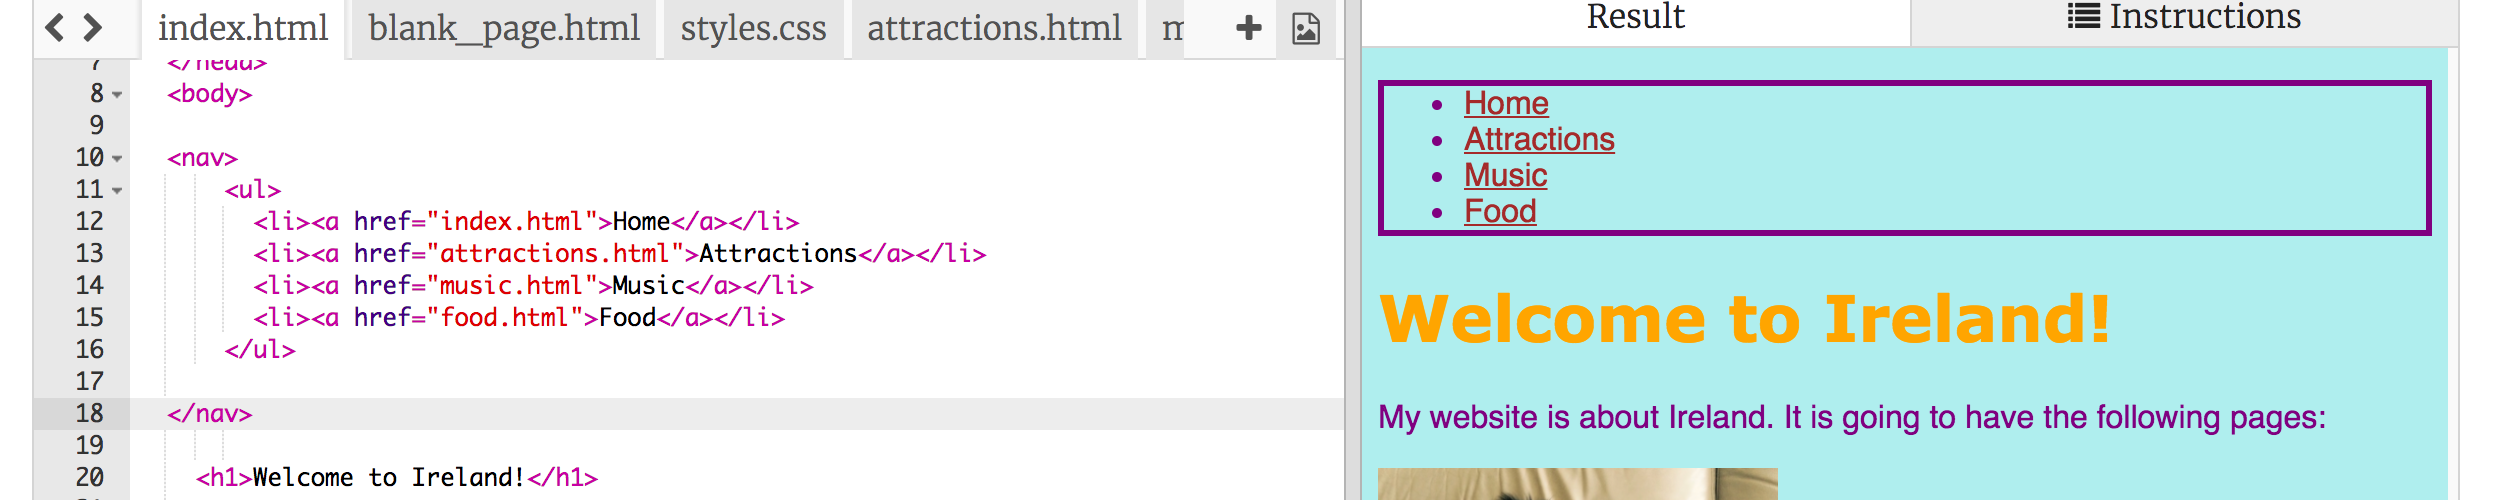 index.html blank_page.html styles.css attractions.html m
7 </head>
8 <body>
9
10 <nav>
11 <ul>
12 <li><a href="index.html">Home</a></li>
13 <li><a href="attractions.html">Attractions</a></li>
14 <li><a href="music.html">Music</a></li>
15 <li><a href="food.html">Food</a></li>
16 </ul>
17
18 </nav>
19
20 <h1>Welcome to Ireland!</h1>
Result Instructions
Home
Attractions
Music
Food
Welcome to Ireland!
My website is about Ireland. It is going to have the following pages: